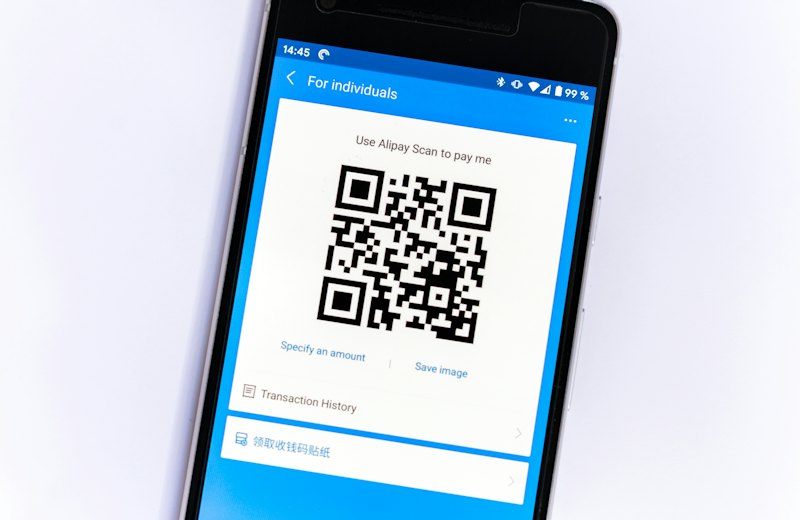 14:45 99 %
For individuals
Use Alipay Scan to pay me
Specify an amount
Save image
Transaction History
领取收钱码贴纸